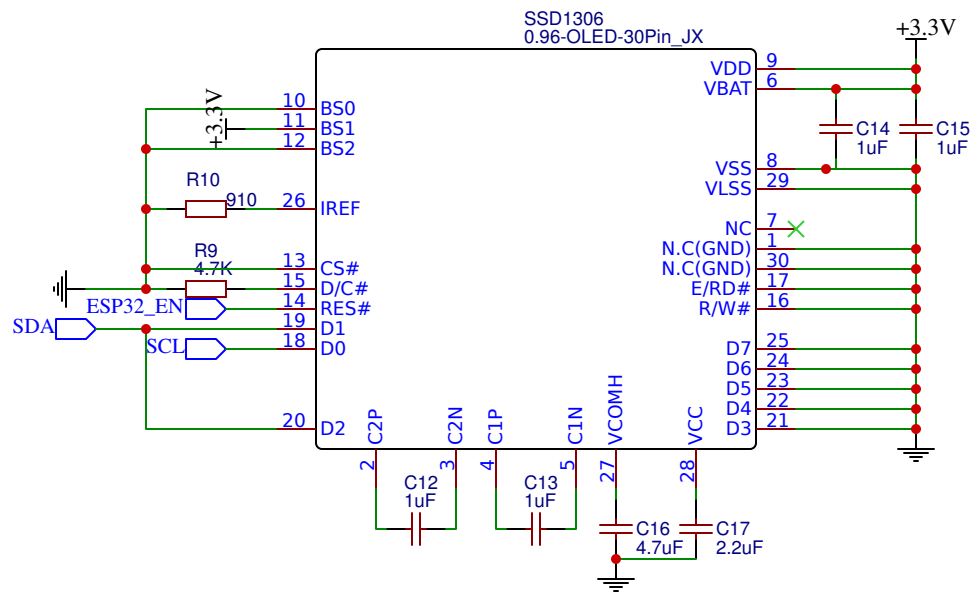 SSD1306
0.96-OLED-30Pin_JX
+3.3V
10 BS0
11 BS1
12 BS2
+3.3V
R10
910
26 IREF
13 CS#
R9
4.7K
15 D/C#
ESP32_EN
14 RES#
SDA
19 D1
SCL
18 D0
20 D2
VDD 9
VBAT 6
C14
1uF
C15
1uF
VSS 8
VLSS 29
NC 7
N.C(GND) 1
N.C(GND) 30
E/RD# 17
R/W# 16
D7 25
D6 24
D5 23
D4 22
D3 21
C2P
2
C2N
3
C1P
4
C1N
5
VCOMH
27
VCC
28
C12
1uF
C13
1uF
C16
4.7uF
C17
2.2uF